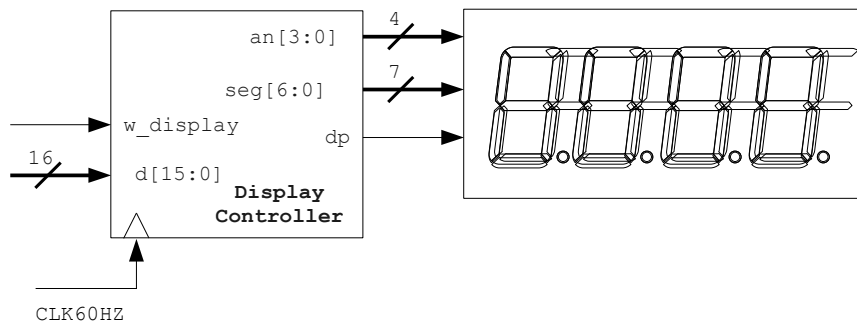 an[3:0]
4
seg[6:0]
7
w_display
dp
16
d[15:0]
Display
Controller
CLK60HZ